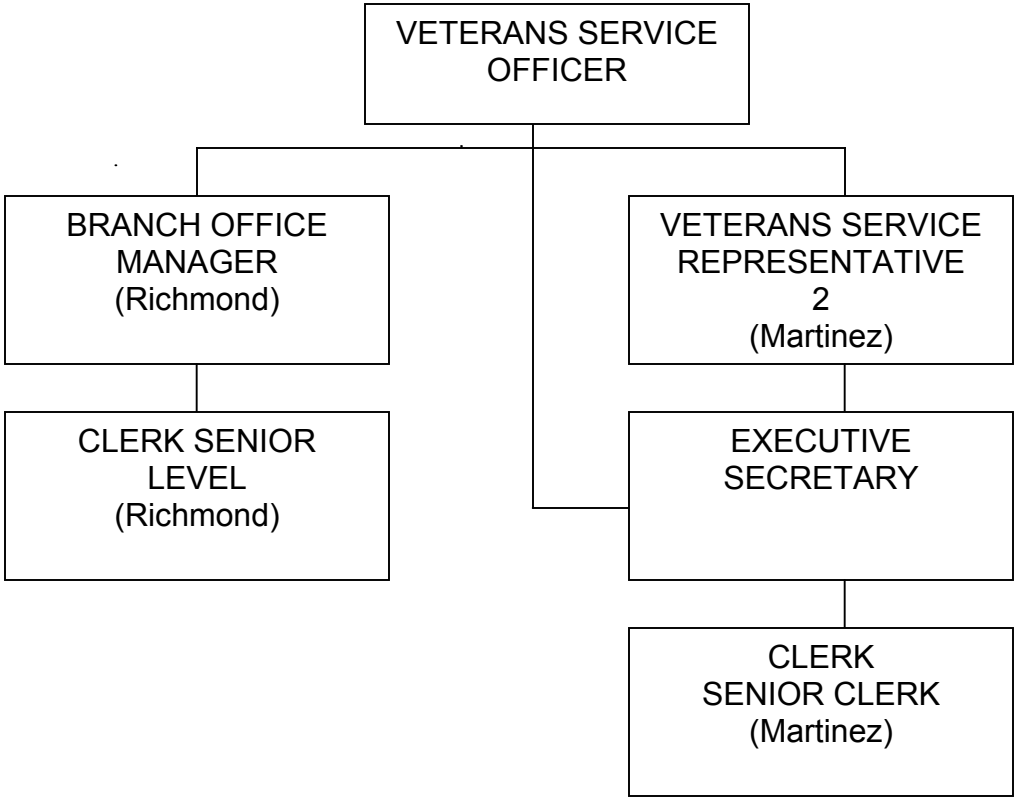 VETERANS SERVICE
OFFICER
BRANCH OFFICE
MANAGER
(Richmond)
VETERANS SERVICE
REPRESENTATIVE
2
(Martinez)
CLERK SENIOR
LEVEL
(Richmond)
EXECUTIVE
SECRETARY
CLERK
SENIOR CLERK
(Martinez)